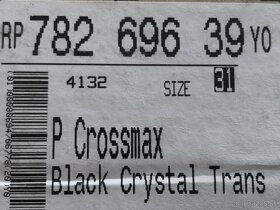 RP 782 696 39 YO
4132 SIZE 31
P Crossmax
Black Crystal Trans